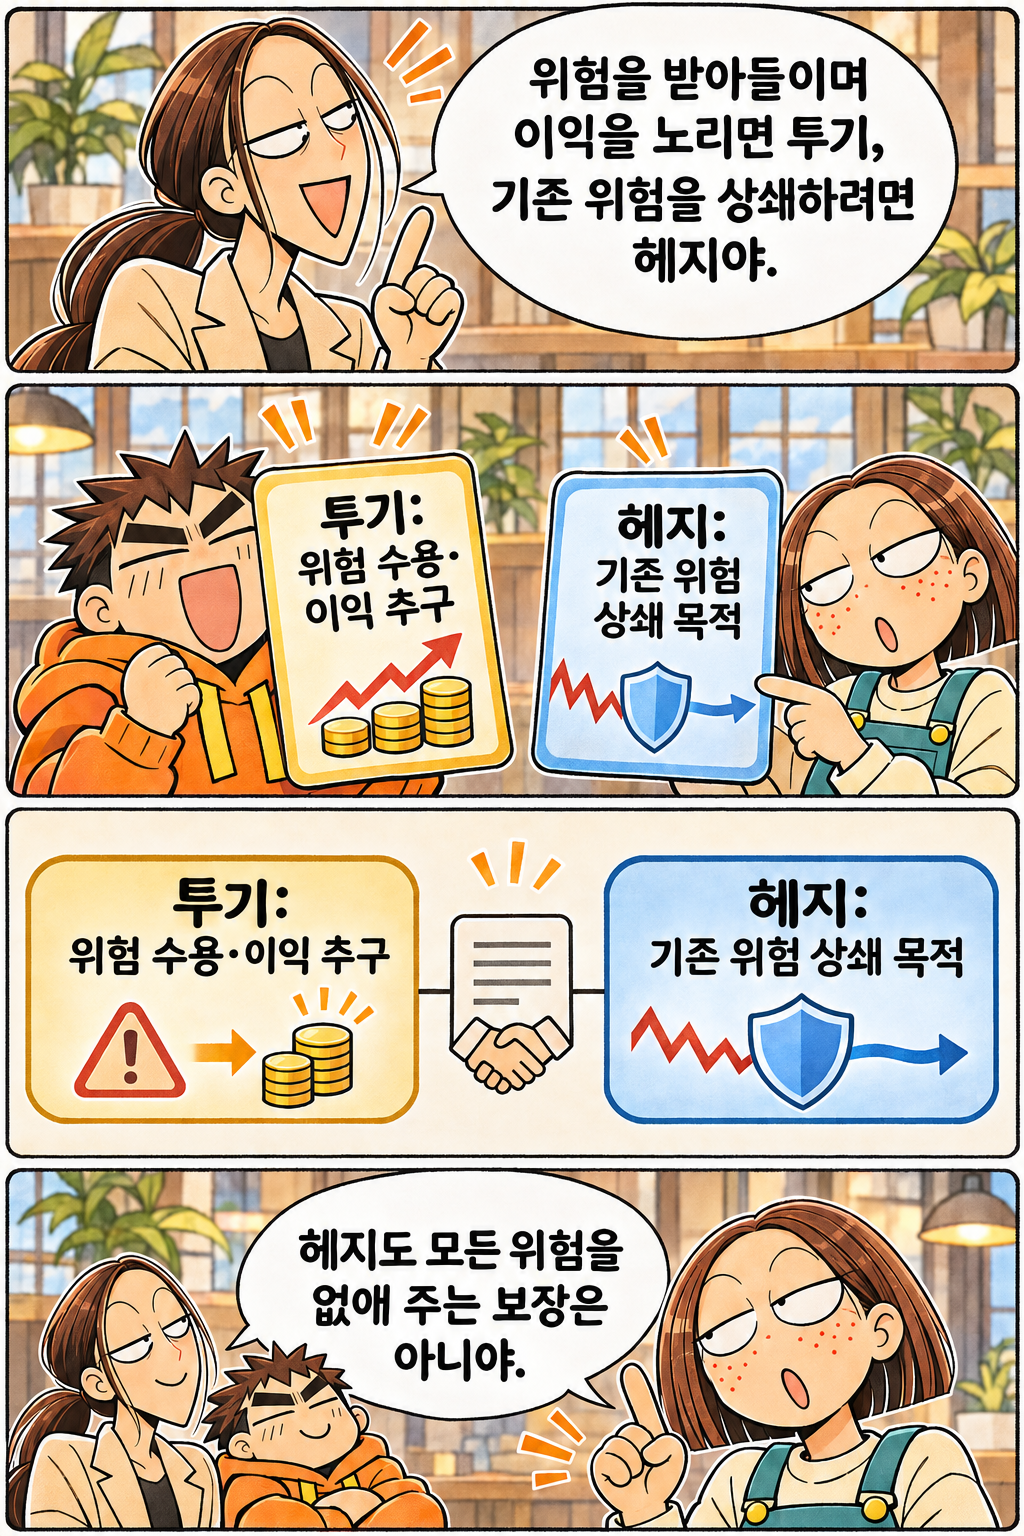 위험을 받아들이며
이익을 노리면 투기,
기존 위험을 상쇄하려면
헤지야.
투기:
위험 수용·
이익 추구
헤지:
기존 위험
상쇄 목적
투기:
위험 수용·이익 추구
헤지:
기존 위험 상쇄 목적
헤지도 모든 위험을
없애 주는 보장은
아니야.